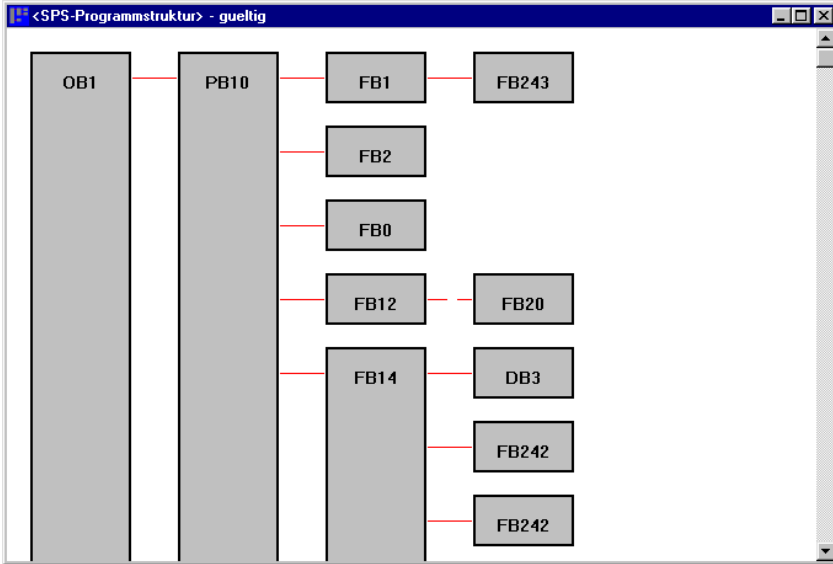 <SPS-Programmstruktur> - gueltig
OB1 PB10 FB1 FB243
FB2
FB0
FB12 FB20
FB14 DB3
FB242
FB242